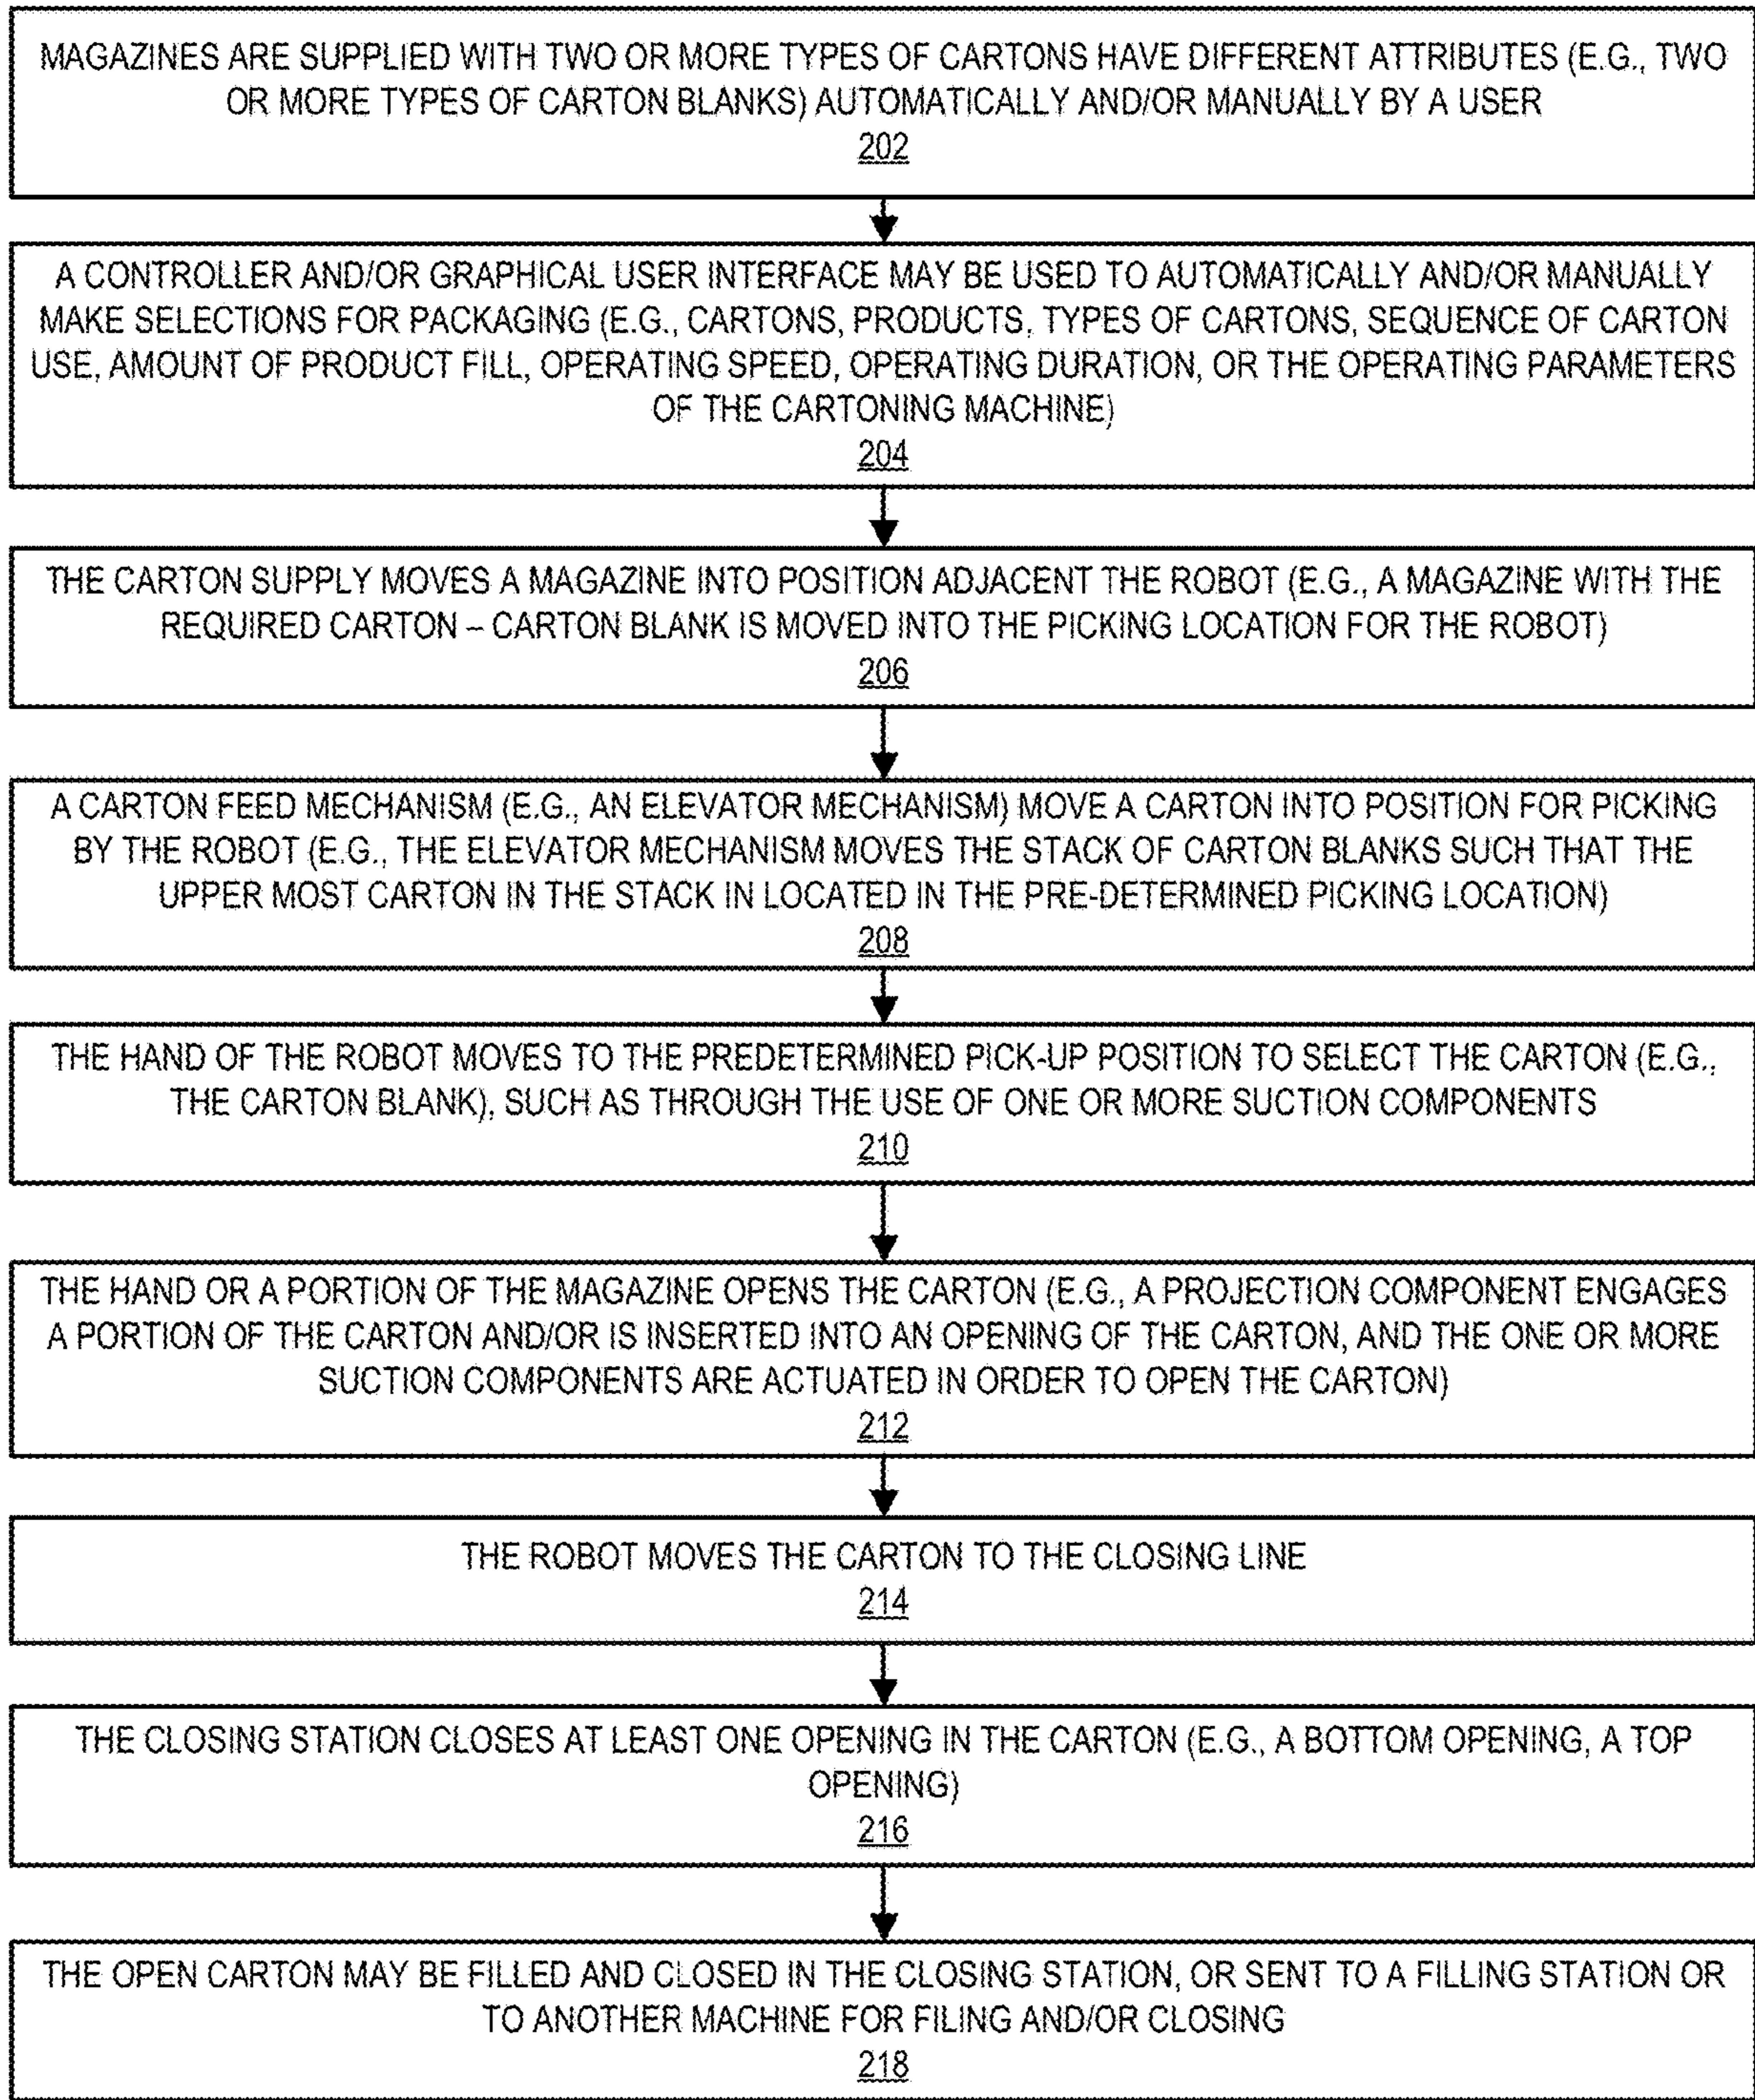 MAGAZINES ARE SUPPLIED WITH TWO OR MORE TYPES OF CARTONS HAVE DIFFERENT ATTRIBUTES (E.G., TWO
OR MORE TYPES OF CARTON BLANKS) AUTOMATICALLY AND/OR MANUALLY BY A USER
202
A CONTROLLER AND/OR GRAPHICAL USER INTERFACE MAY BE USED TO AUTOMATICALLY AND/OR MANUALLY
MAKE SELECTIONS FOR PACKAGING (E.G., CARTONS, PRODUCTS, TYPES OF CARTONS, SEQUENCE OF CARTON
USE, AMOUNT OF PRODUCT FILL, OPERATING SPEED, OPERATING DURATION, OR THE OPERATING PARAMETERS
OF THE CARTONING MACHINE)
204
THE CARTON SUPPLY MOVES A MAGAZINE INTO POSITION ADJACENT THE ROBOT (E.G., A MAGAZINE WITH THE
REQUIRED CARTON – CARTON BLANK IS MOVED INTO THE PICKING LOCATION FOR THE ROBOT)
206
A CARTON FEED MECHANISM (E.G., AN ELEVATOR MECHANISM) MOVE A CARTON INTO POSITION FOR PICKING
BY THE ROBOT (E.G., THE ELEVATOR MECHANISM MOVES THE STACK OF CARTON BLANKS SUCH THAT THE
UPPER MOST CARTON IN THE STACK IN LOCATED IN THE PRE-DETERMINED PICKING LOCATION)
208
THE HAND OF THE ROBOT MOVES TO THE PREDETERMINED PICK-UP POSITION TO SELECT THE CARTON (E.G.,
THE CARTON BLANK), SUCH AS THROUGH THE USE OF ONE OR MORE SUCTION COMPONENTS
210
THE HAND OR A PORTION OF THE MAGAZINE OPENS THE CARTON (E.G., A PROJECTION COMPONENT ENGAGES
A PORTION OF THE CARTON AND/OR IS INSERTED INTO AN OPENING OF THE CARTON, AND THE ONE OR MORE
SUCTION COMPONENTS ARE ACTUATED IN ORDER TO OPEN THE CARTON)
212
THE ROBOT MOVES THE CARTON TO THE CLOSING LINE
214
THE CLOSING STATION CLOSES AT LEAST ONE OPENING IN THE CARTON (E.G., A BOTTOM OPENING, A TOP
OPENING)
216
THE OPEN CARTON MAY BE FILLED AND CLOSED IN THE CLOSING STATION, OR SENT TO A FILLING STATION OR
TO ANOTHER MACHINE FOR FILING AND/OR CLOSING
218